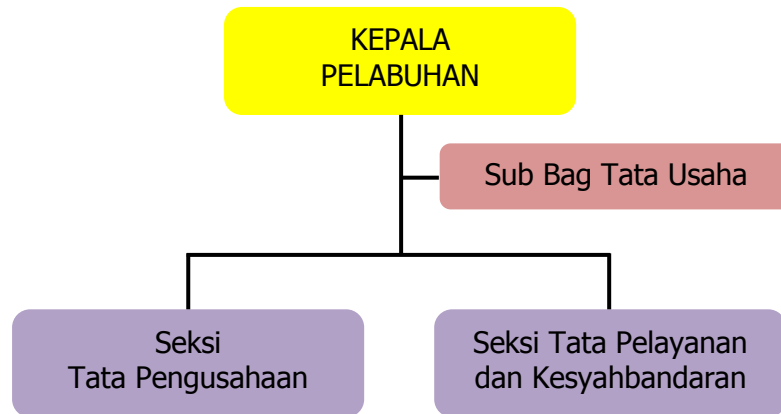 KEPALA
PELABUHAN
Sub Bag Tata Usaha
Seksi
Tata Pengusahaan
Seksi Tata Pelayanan
dan Kesyahbandaran